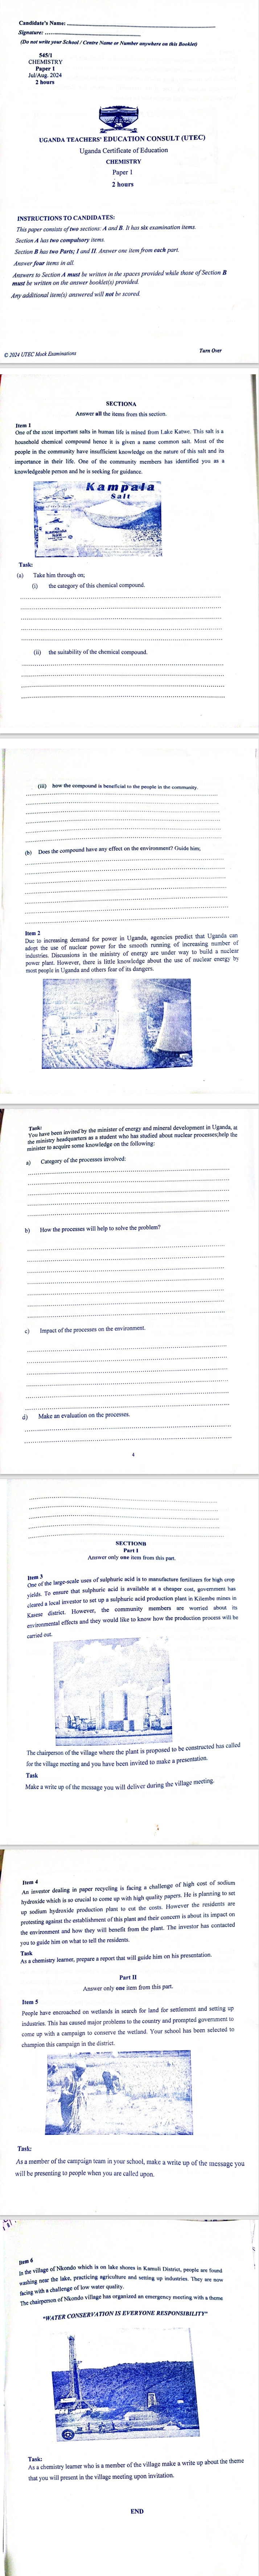 Candidate's Name:
Signature:
(Do not write your School / Centre Name or Number anywhere on this Booklet)
545/1
CHEMISTRY
Paper 1
Jul/Aug. 2024
2 hours
UGANDA TEACHERS' EDUCATION CONSULT (UTEC)
Uganda Certificate of Education
CHEMISTRY
Paper 1
2 hours
INSTRUCTIONS TO CANDIDATES:
This paper consists of two sections: A and B. It has six examination items.
Section A has two compulsory items.
Section B has two Parts; I and II. Answer one item from each part.
Answer four items in all.
Answers to Section A must be written in the spaces provided while those of Section B
must be written on the answer booklet(s) provided.
Any additional item(s) answered will not be scored.
© 2024 UTEC Mock Examinations
Turn Over
SECTIONA
Answer all the items from this section.
Item 1
One of the most important salts in human life is mined from Lake Katwe. This salt is a
household chemical compound hence it is given a name common salt. Most of the
people in the community have insufficient knowledge on the nature of this salt and its
importance in their life. One of the community members has identified you as a
knowledgeable person and he is seeking for guidance.
Kampala
Salt
Task:
(a) Take him through on;
(i) the category of this chemical compound.
(ii) the suitability of the chemical compound.
(iii) how the compound is beneficial to the people in the community.
(b) Does the compound have any effect on the environment? Guide him;
Item 2
Due to increasing demand for power in Uganda, agencies predict that Uganda can
adopt the use of nuclear power for the smooth running of increasing number of
industries. Discussions in the ministry of energy are under way to build a nuclear
power plant. However, there is little knowledge about the use of nuclear energy by
most people in Uganda and others fear of its dangers.
Task:
You have been invited by the minister of energy and mineral development in Uganda, at
the ministry headquarters as a student who has studied about nuclear processes;help the
minister to acquire some knowledge on the following:
a) Category of the processes involved:
b) How the processes will help to solve the problem?
c) Impact of the processes on the environment.
d) Make an evaluation on the processes.
4
SECTIONB
Part I
Answer only one item from this part.
Item 3
One of the large-scale uses of sulphuric acid is to manufacture fertilizers for high crop
yields. To ensure that sulphuric acid is available at a cheaper cost, government has
cleared a local investor to set up a sulphuric acid production plant in Kilembe mines in
Kasese district. However, the community members are worried about its
environmental effects and they would like to know how the production process will be
carried out.
The chairperson of the village where the plant is proposed to be constructed has called
for the village meeting and you have been invited to make a presentation.
Task
Make a write up of the message you will deliver during the village meeting.
Item 4
An investor dealing in paper recycling is facing a challenge of high cost of sodium
hydroxide which is so crucial to come up with high quality papers. He is planning to set
up sodium hydroxide production plant to cut the costs. However the residents are
protesting against the establishment of this plant and their concern is about its impact on
the environment and how they will benefit from the plant. The investor has contacted
you to guide him on what to tell the residents.
Task
As a chemistry learner, prepare a report that will guide him on his presentation.
Part II
Answer only one item from this part.
Item 5
People have encroached on wetlands in search for land for settlement and setting up
industries. This has caused major problems to the country and prompted government to
come up with a campaign to conserve the wetland. Your school has been selected to
champion this campaign in the district.
Task:
As a member of the campaign team in your school, make a write up of the message you
will be presenting to people when you are called upon.
Item 6
In the village of Nkondo which is on lake shores in Kamuli District, people are found
washing near the lake, practicing agriculture and setting up industries. They are now
facing with a challenge of low water quality.
The chairperson of Nkondo village has organized an emergency meeting with a theme
"WATER CONSERVATION IS EVERYONE RESPONSIBILITY"
Task:
As a chemistry learner who is a member of the village make a write up about the theme
that you will present in the village meeting upon invitation.
END